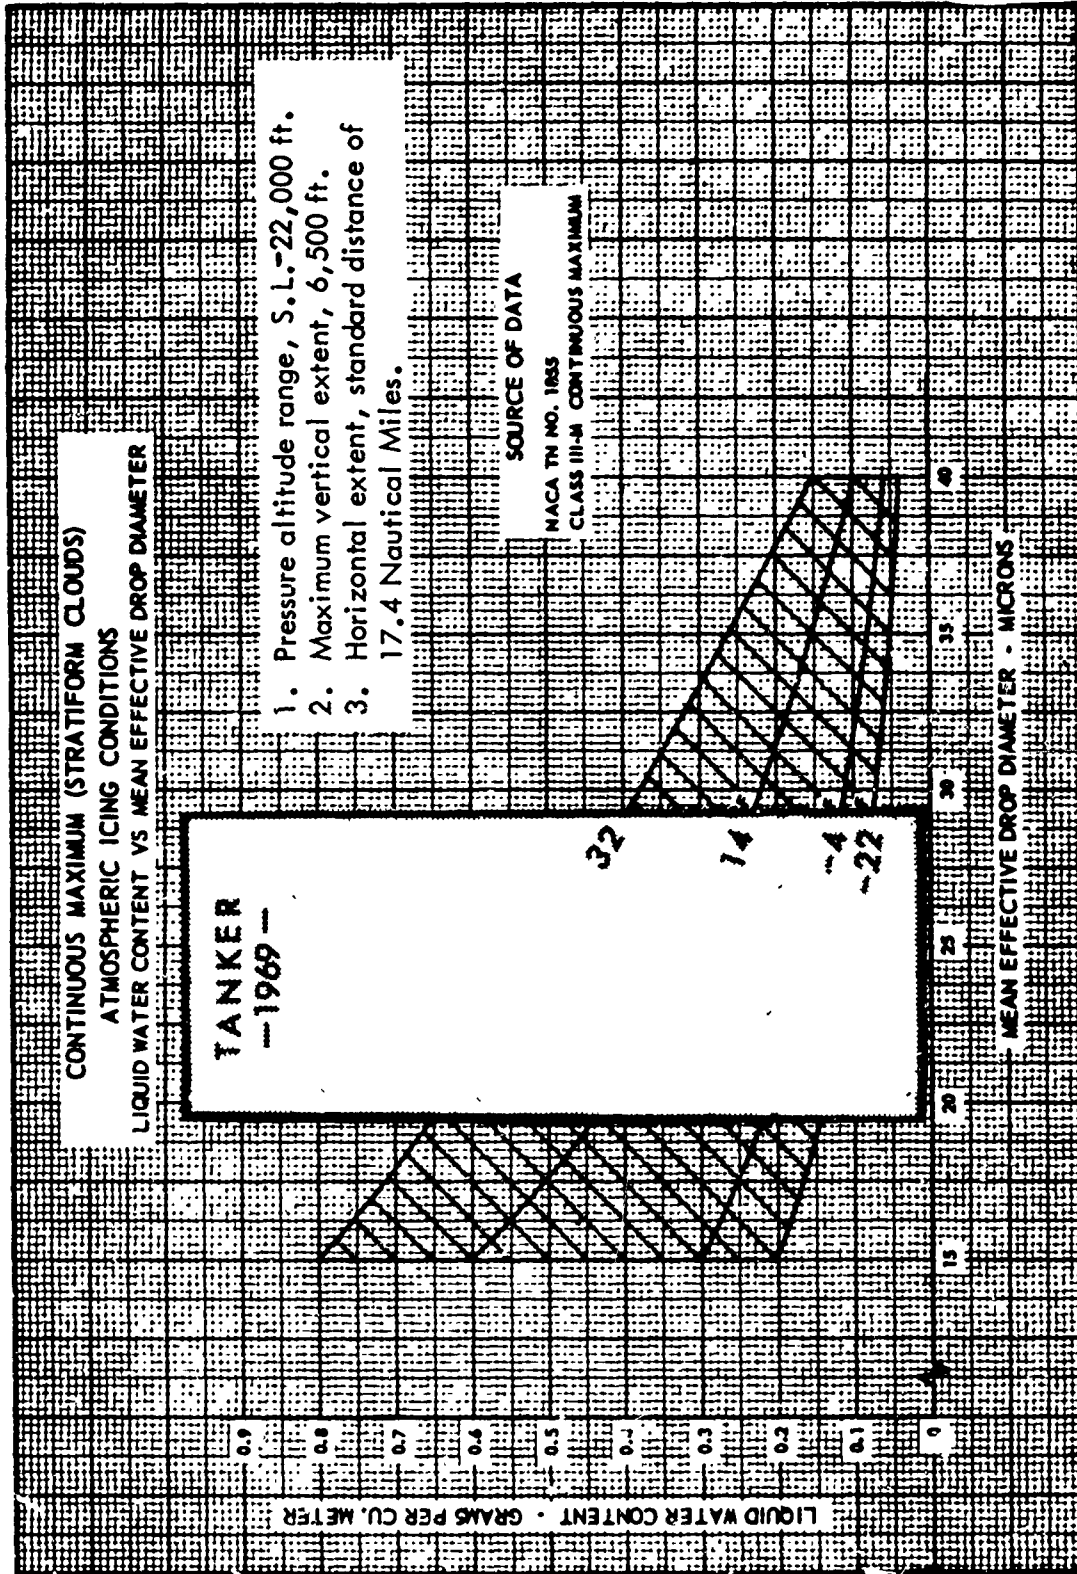 CONTINUOUS MAXIMUM (STRATIFORM CLOUDS)
ATMOSPHERIC ICING CONDITIONS
LIQUID WATER CONTENT VS MEAN EFFECTIVE DROP DIAMETER
TANKER
—1969—
1. Pressure altitude range, S.L.-22,000 ft.
2. Maximum vertical extent, 6,500 ft.
3. Horizontal extent, standard distance of
17.4 Nautical Miles.
SOURCE OF DATA
NACA TN NO. 1855
CLASS III-M CONTINUOUS MAXIMUM
LIQUID WATER CONTENT - GRAMS PER CU. METER
0.9
0.8
0.7
0.6
0.5
0.4
0.3
0.2
0.1
0
32
14
-4
-22
15
20
25
30
35
40
MEAN EFFECTIVE DROP DIAMETER - MICRONS